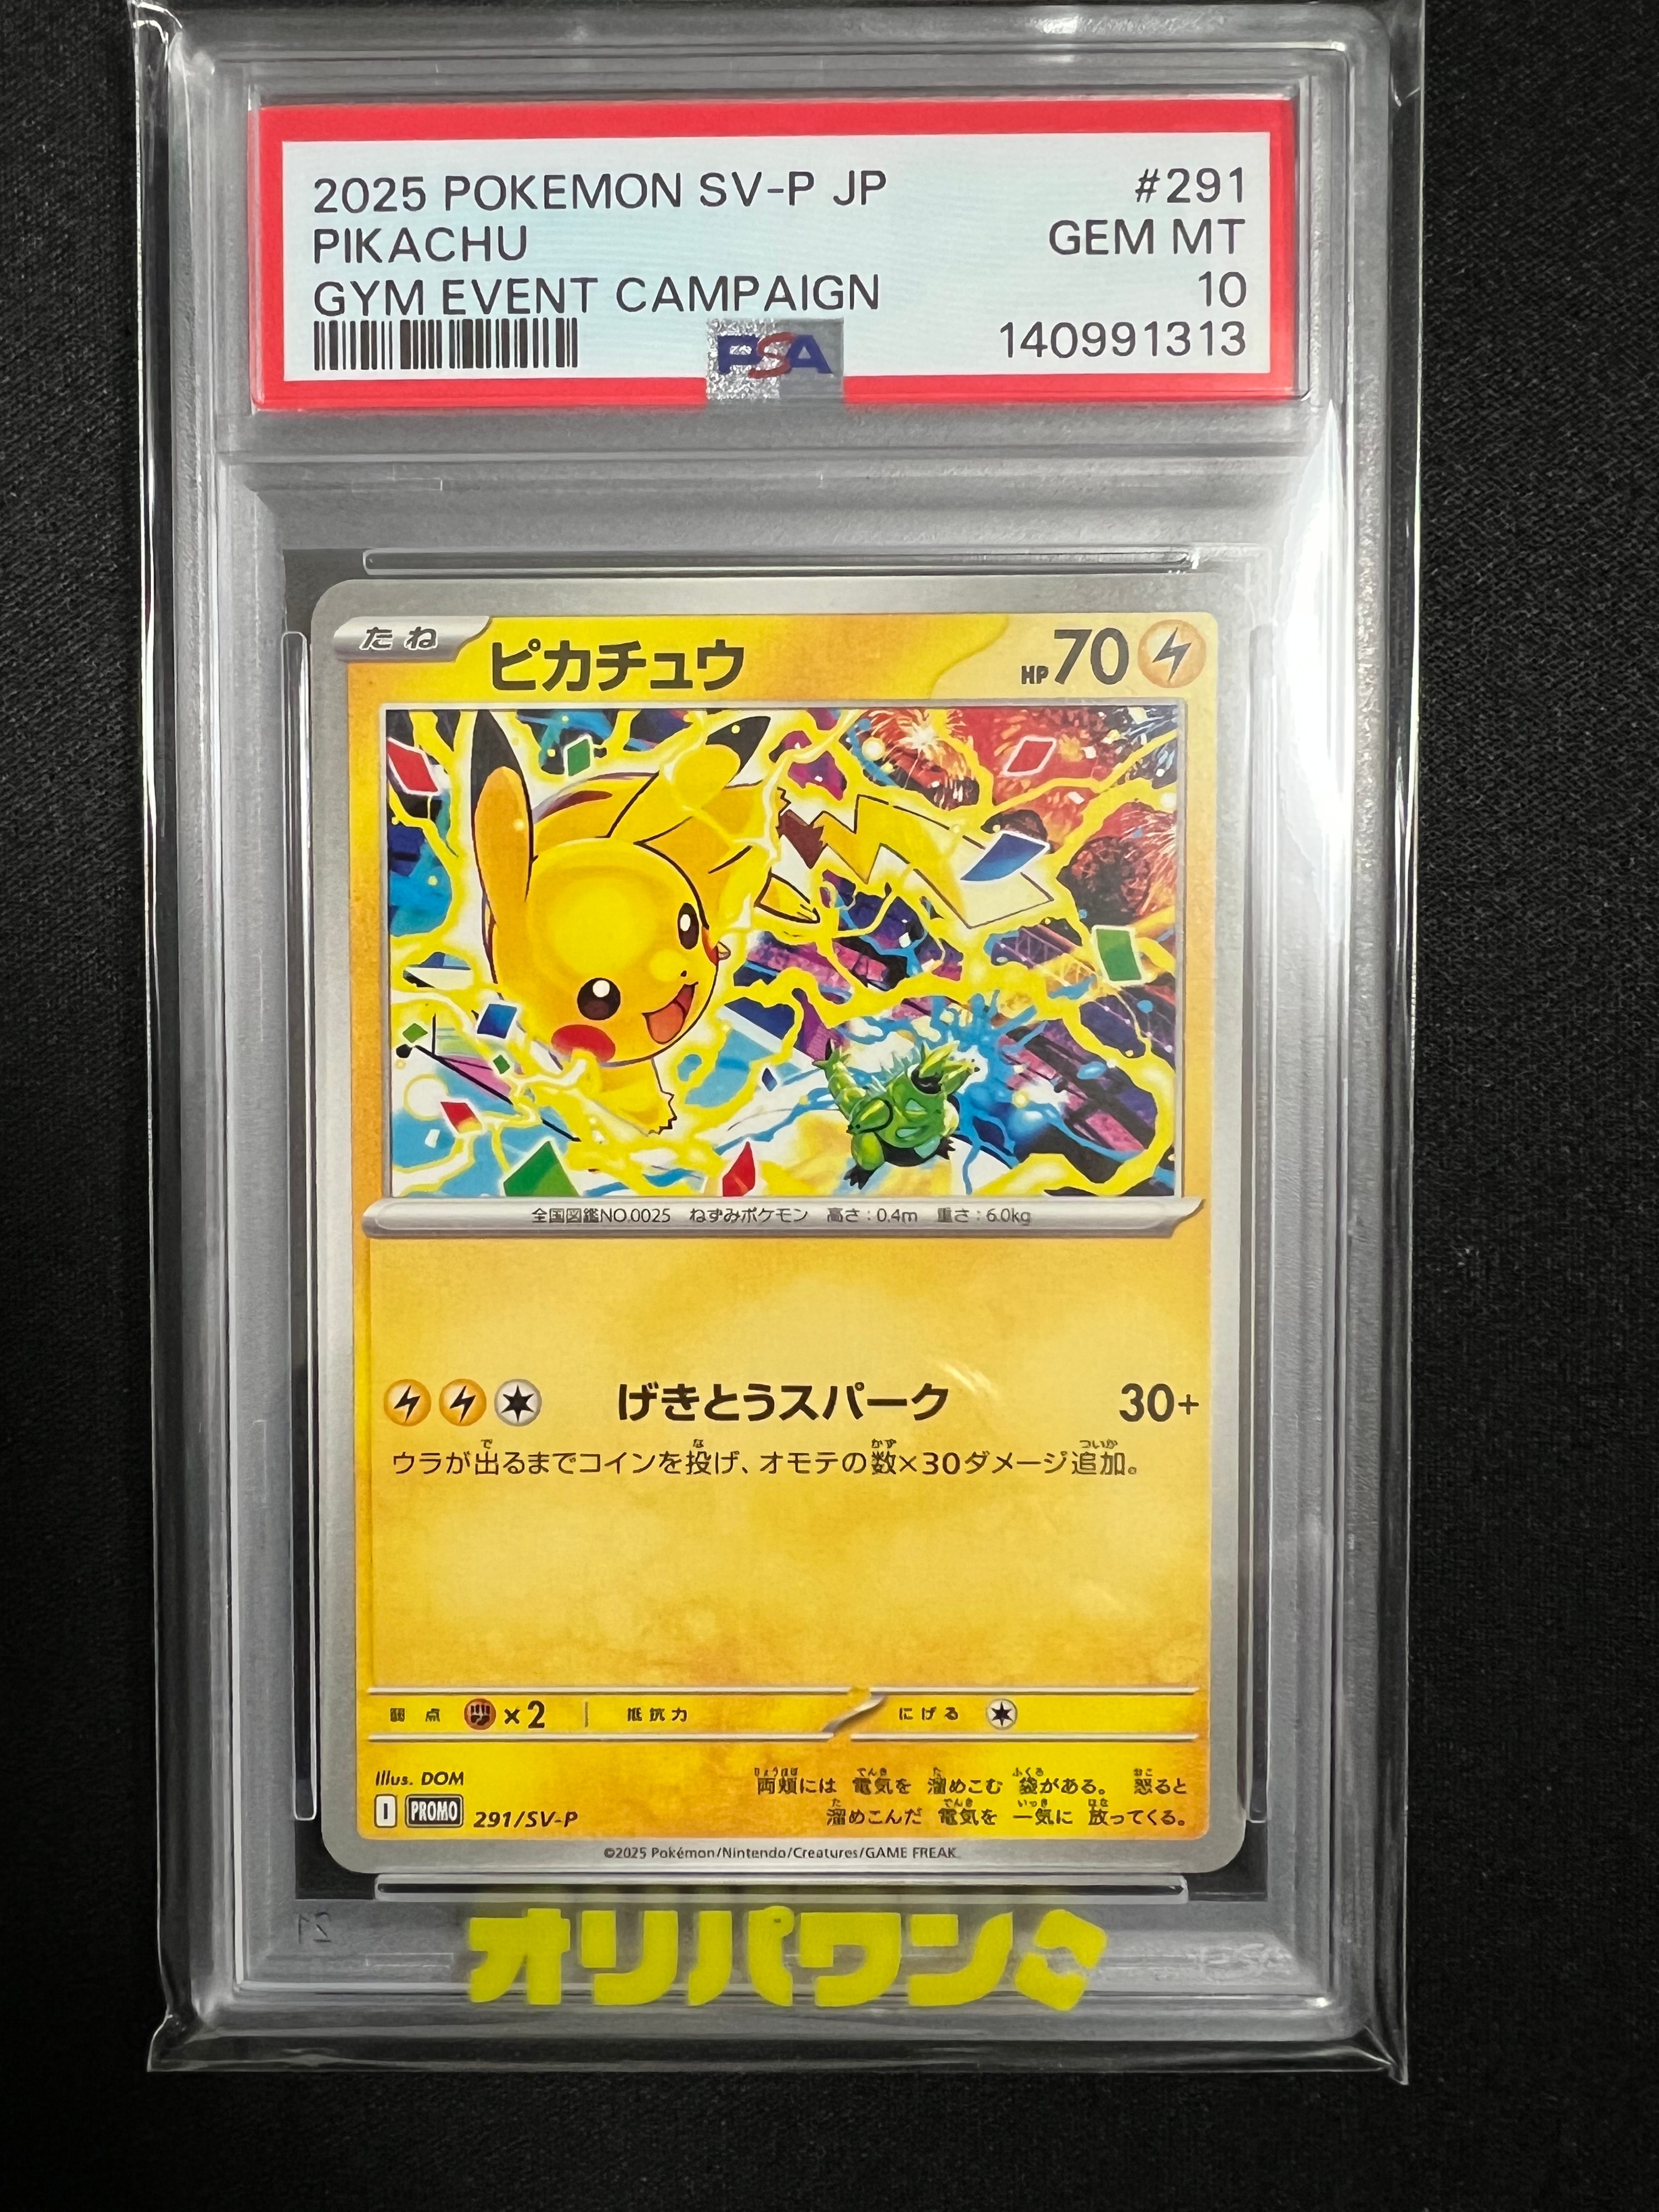 2025 POKEMON SV-P JP #291
PIKACHU GEM MT
GYM EVENT CAMPAIGN 10
PSA 140991313
たね ピカチュウ HP70
全国図鑑NO.0025 ねずみポケモン 高さ:0.4m 重さ:6.0kg
げきとうスパーク 30+
ウラが出るまでコインを投げ、オモテの数×30ダメージ追加。
弱点 ×2 抵抗力 にげる
Illus. DOM
両頬には 電気を 溜めこむ 袋がある。 怒ると
溜めこんだ 電気を 一気に 放ってくる。
I PROMO 291/SV-P
©2025 Pokémon/Nintendo/Creatures/GAME FREAK
オリパワン